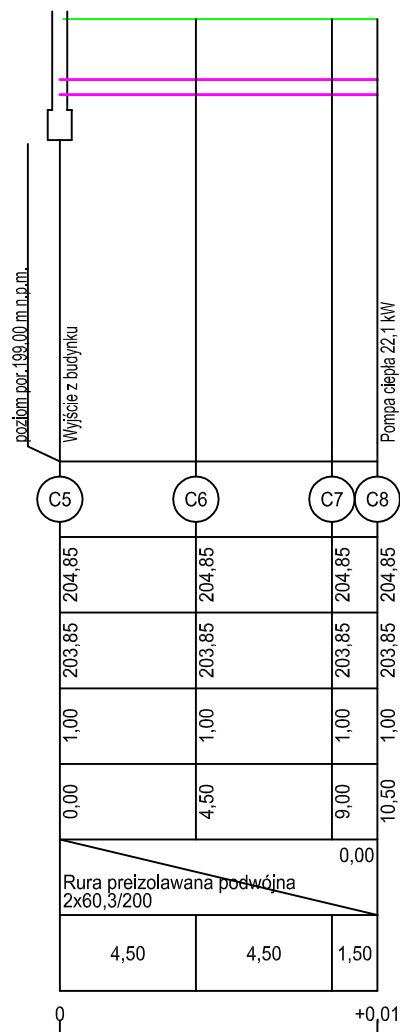 poziom por.199,00 m n.p.m.
Wyjście z budynku
Pompa ciepła 22,1 kW
C5 C6 C7 C8
204,85 204,85 204,85 204,85
203,85 203,85 203,85 203,85
1,00 1,00 1,00 1,00
0,00 4,50 9,00 10,50
0,00
Rura preizolawana podwójna
2x60,3/200
4,50 4,50 1,50
0 +0,01